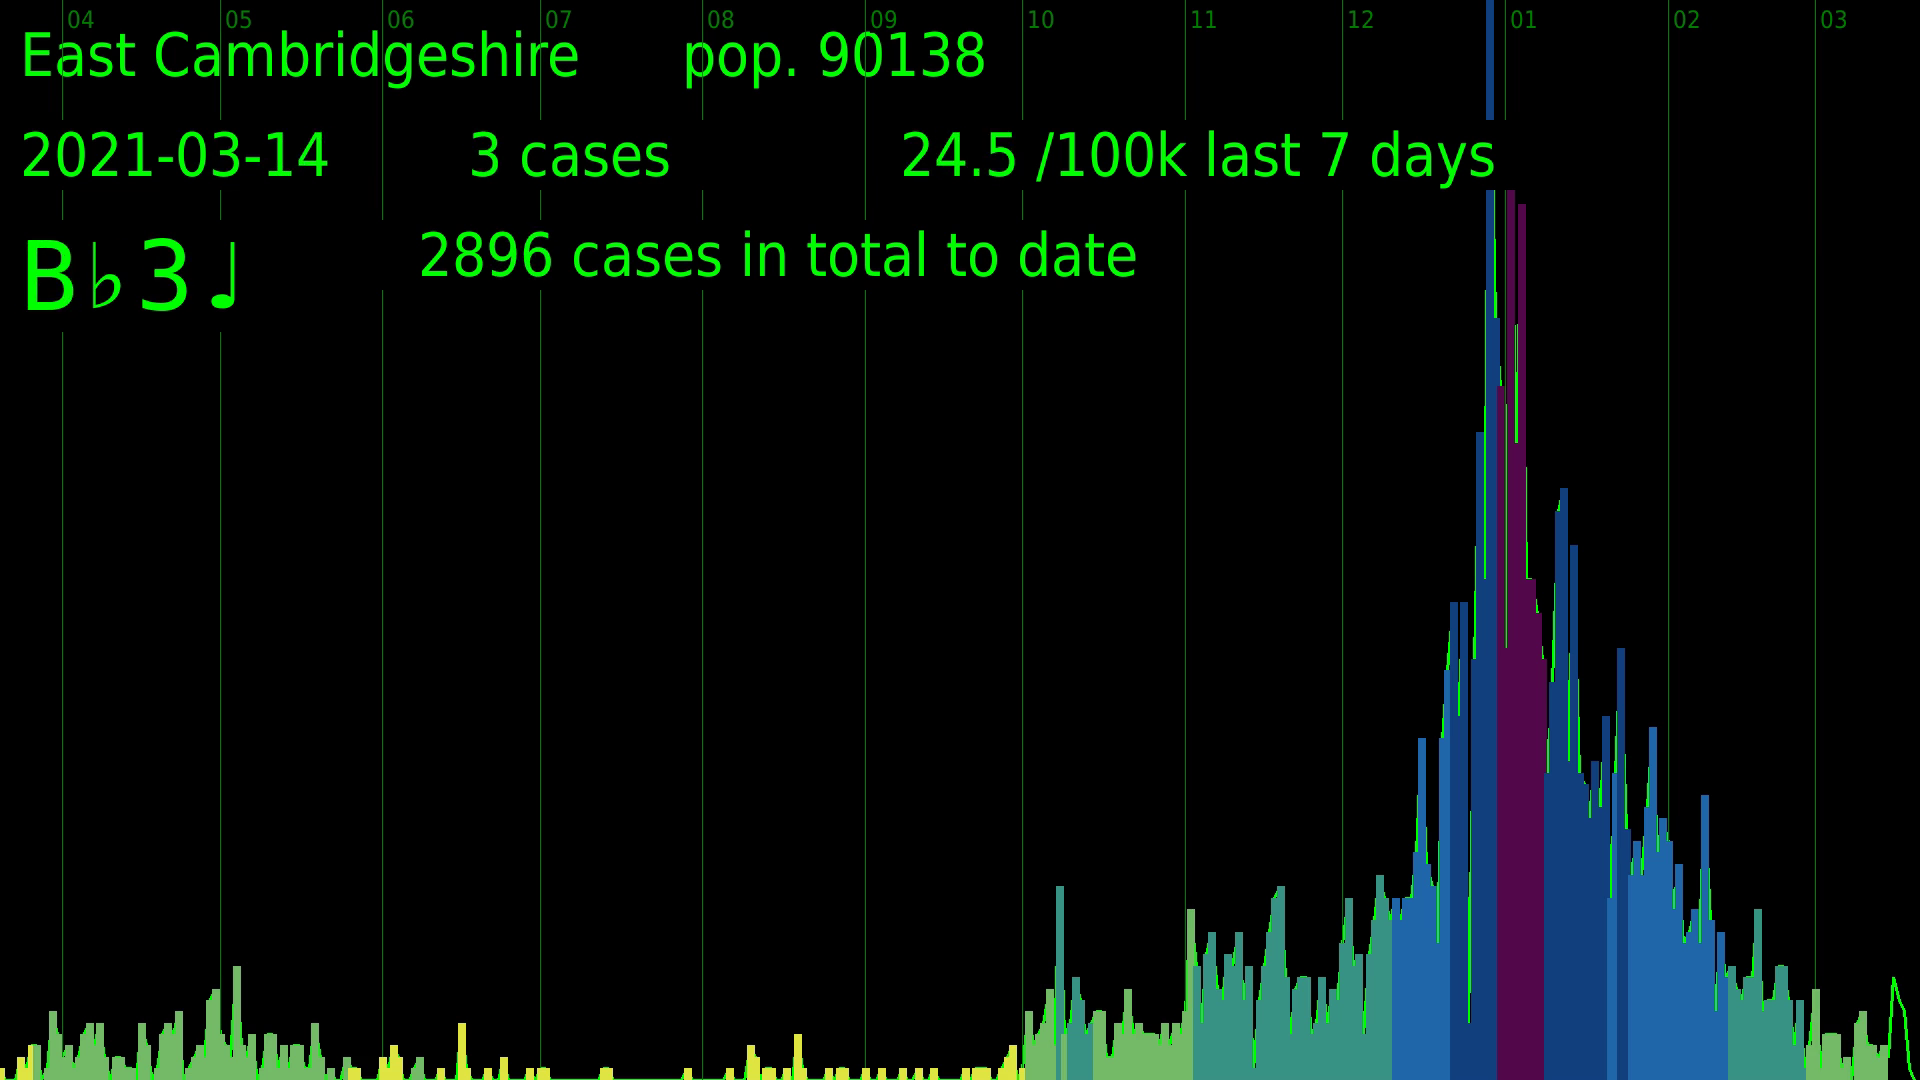 04 05 06 07 08 09 10 11 12 01 02 03
East Cambridgeshire pop. 90138
2021-03-14 3 cases 24.5 /100k last 7 days
B♭3♩ 2896 cases in total to date